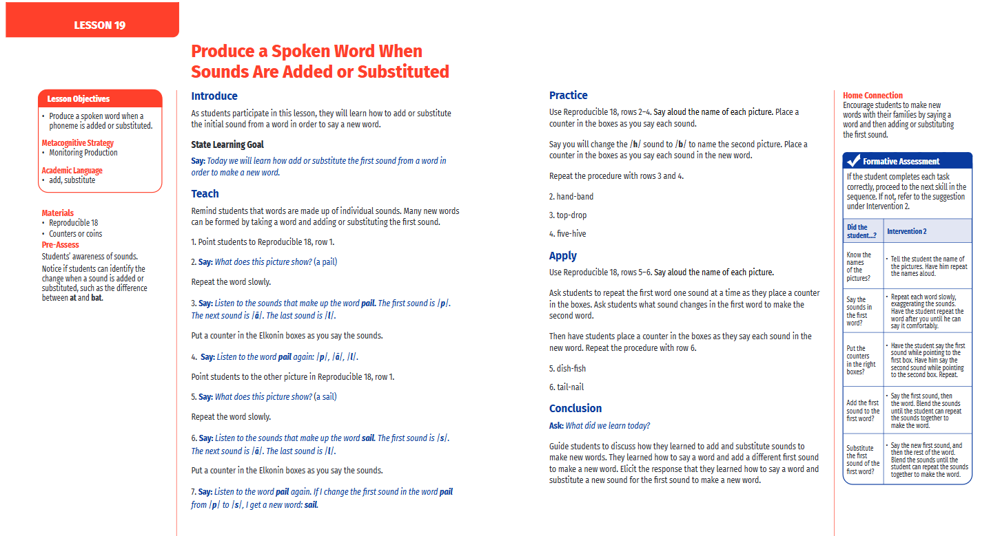 LESSON 19
Produce a Spoken Word When
Sounds Are Added or Substituted
Lesson Objectives
• Produce a spoken word when a
phoneme is added or substituted.
Metacognitive Strategy
• Monitoring Production
Academic Language
• add, substitute
Materials
• Reproducible 18
• Counters or coins
Pre-Assess
Students' awareness of sounds.
Notice if students can identify the
change when a sound is added or
substituted, such as the difference
between at and bat.
Introduce
As students participate in this lesson, they will learn how to add or substitute
the initial sound from a word in order to say a new word.
State Learning Goal
Say: Today we will learn how add or substitute the first sound from a word in
order to make a new word.
Teach
Remind students that words are made up of individual sounds. Many new words
can be formed by taking a word and adding or substituting the first sound.
1. Point students to Reproducible 18, row 1.
2. Say: What does this picture show? (a pail)
Repeat the word slowly.
3. Say: Listen to the sounds that make up the word pail. The first sound is /p/.
The next sound is /ā/. The last sound is /l/.
Put a counter in the Elkonin boxes as you say the sounds.
4. Say: Listen to the word pail again: /p/, /ā/, /l/.
Point students to the other picture in Reproducible 18, row 1.
5. Say: What does this picture show? (a sail)
Repeat the word slowly.
6. Say: Listen to the sounds that make up the word sail. The first sound is /s/.
The next sound is /ā/. The last sound is /l/.
Put a counter in the Elkonin boxes as you say the sounds.
7. Say: Listen to the word pail again. If I change the first sound in the word pail
from /p/ to /s/, I get a new word: sail.
Practice
Use Reproducible 18, rows 2–4. Say aloud the name of each picture. Place a
counter in the boxes as you say each sound.
Say you will change the /h/ sound to /b/ to name the second picture. Place a
counter in the boxes as you say each sound in the new word.
Repeat the procedure with rows 3 and 4.
2. hand-band
3. top-drop
4. five-hive
Apply
Use Reproducible 18, rows 5–6. Say aloud the name of each picture.
Ask students to repeat the first word one sound at a time as they place a counter
in the boxes. Ask students what sound changes in the first word to make the
second word.
Then have students place a counter in the boxes as they say each sound in the
new word. Repeat the procedure with row 6.
5. dish-fish
6. tail-nail
Conclusion
Ask: What did we learn today?
Guide students to discuss how they learned to add and substitute sounds to
make new words. They learned how to say a word and add a different first sound
to make a new word. Elicit the response that they learned how to say a word and
substitute a new sound for the first sound to make a new word.
Home Connection
Encourage students to make new
words with their families by saying a
word and then adding or substituting
the first sound.
Formative Assessment
If the student completes each task
correctly, proceed to the next skill in the
sequence. If not, refer to the suggestion
under Intervention 2.
Did the
student...?
Intervention 2
Know the
names
of the
pictures?
• Tell the student the name of
the pictures. Have him repeat
the names aloud.
Say the
sounds in
the first
word?
• Repeat each word slowly,
exaggerating the sounds.
Have the student repeat the
word after you until he can
say it comfortably.
Put the
counters
in the right
boxes?
• Have the student say the first
sound while pointing to the
first box. Have him say the
second sound while pointing
to the second box. Repeat.
Add the first
sound to the
first word?
• Say the first sound, then
the word. Blend the sounds
until the student can repeat
the sounds together to
make the word.
Substitute
the first
sound of the
first word?
• Say the new first sound, and
then the rest of the word.
Blend the sounds until the
student can repeat the sounds
together to make the word.